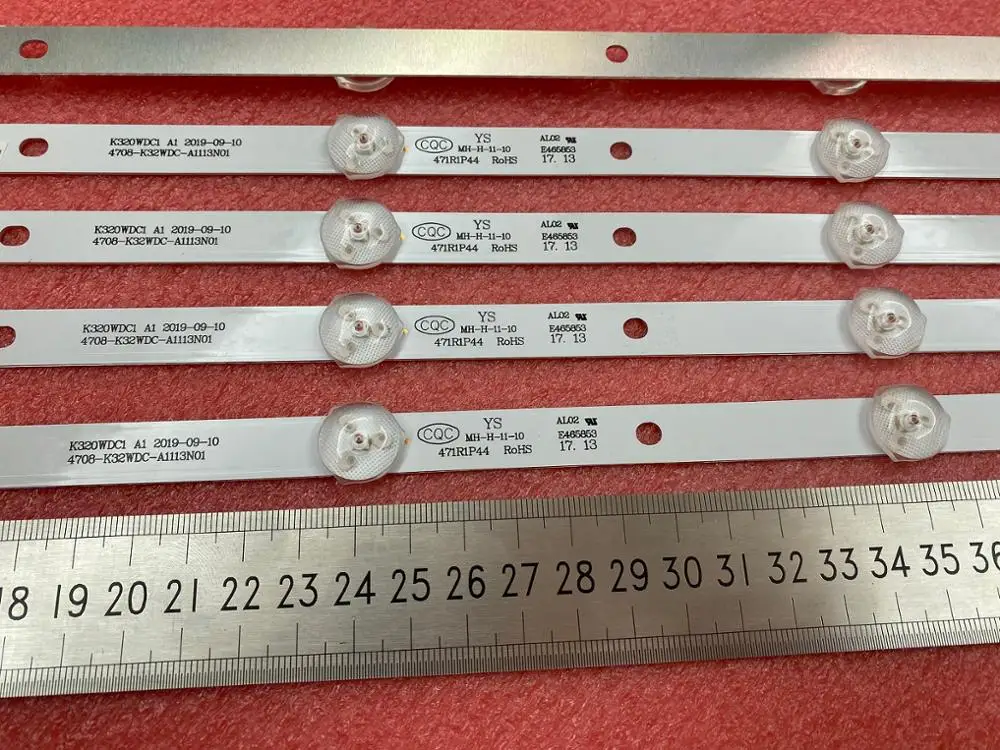 K320WDC1 A1 2019-09-10
4708-K32WDC-A1113N01
CQC
YS
MH-H-11-10
471R1P44 RoHS
AL02
E465853
17. 13
K320WDC1 A1 2019-09-10
4708-K32WDC-A1113N01
CQC
YS
MH-H-11-10
471R1P44 RoHS
AL02
E465853
17. 13
K320WDC1 A1 2019-09-10
4708-K32WDC-A1113N01
CQC
YS
MH-H-11-10
471R1P44 RoHS
AL02
E465853
17. 13
K320WDC1 A1 2019-09-10
4708-K32WDC-A1113N01
CQC
YS
MH-H-11-10
471R1P44 RoHS
AL02
E465853
17. 13
18 19 20 21 22 23 24 25 26 27 28 29 30 31 32 33 34 35 36